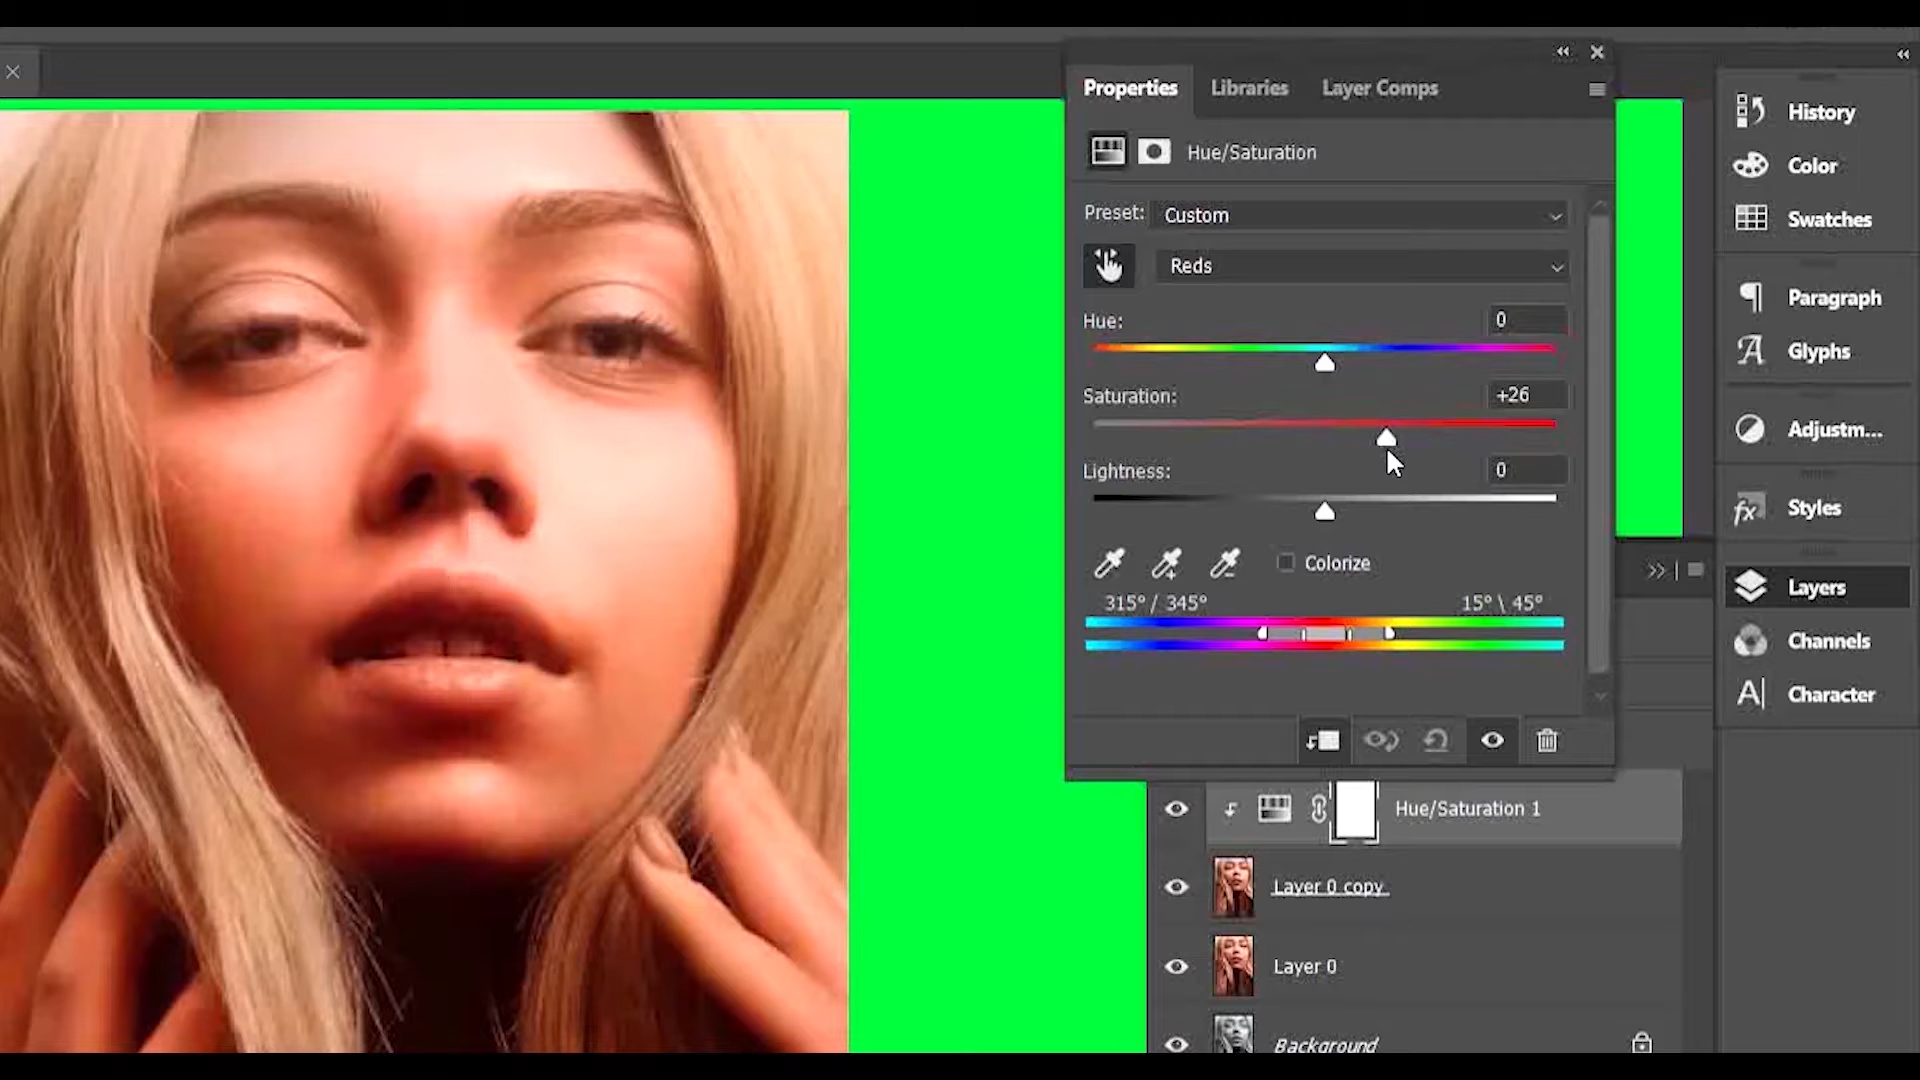 Properties
Libraries
Layer Comps
Hue/Saturation
Preset:
Custom
Reds
Hue:
0
Saturation:
+26
Lightness:
0
Colorize
315° / 345°
15° \ 45°
Hue/Saturation 1
Layer 0 copy
Layer 0
Background
History
Color
Swatches
Paragraph
Glyphs
Adjustm...
Styles
Layers
Channels
Character